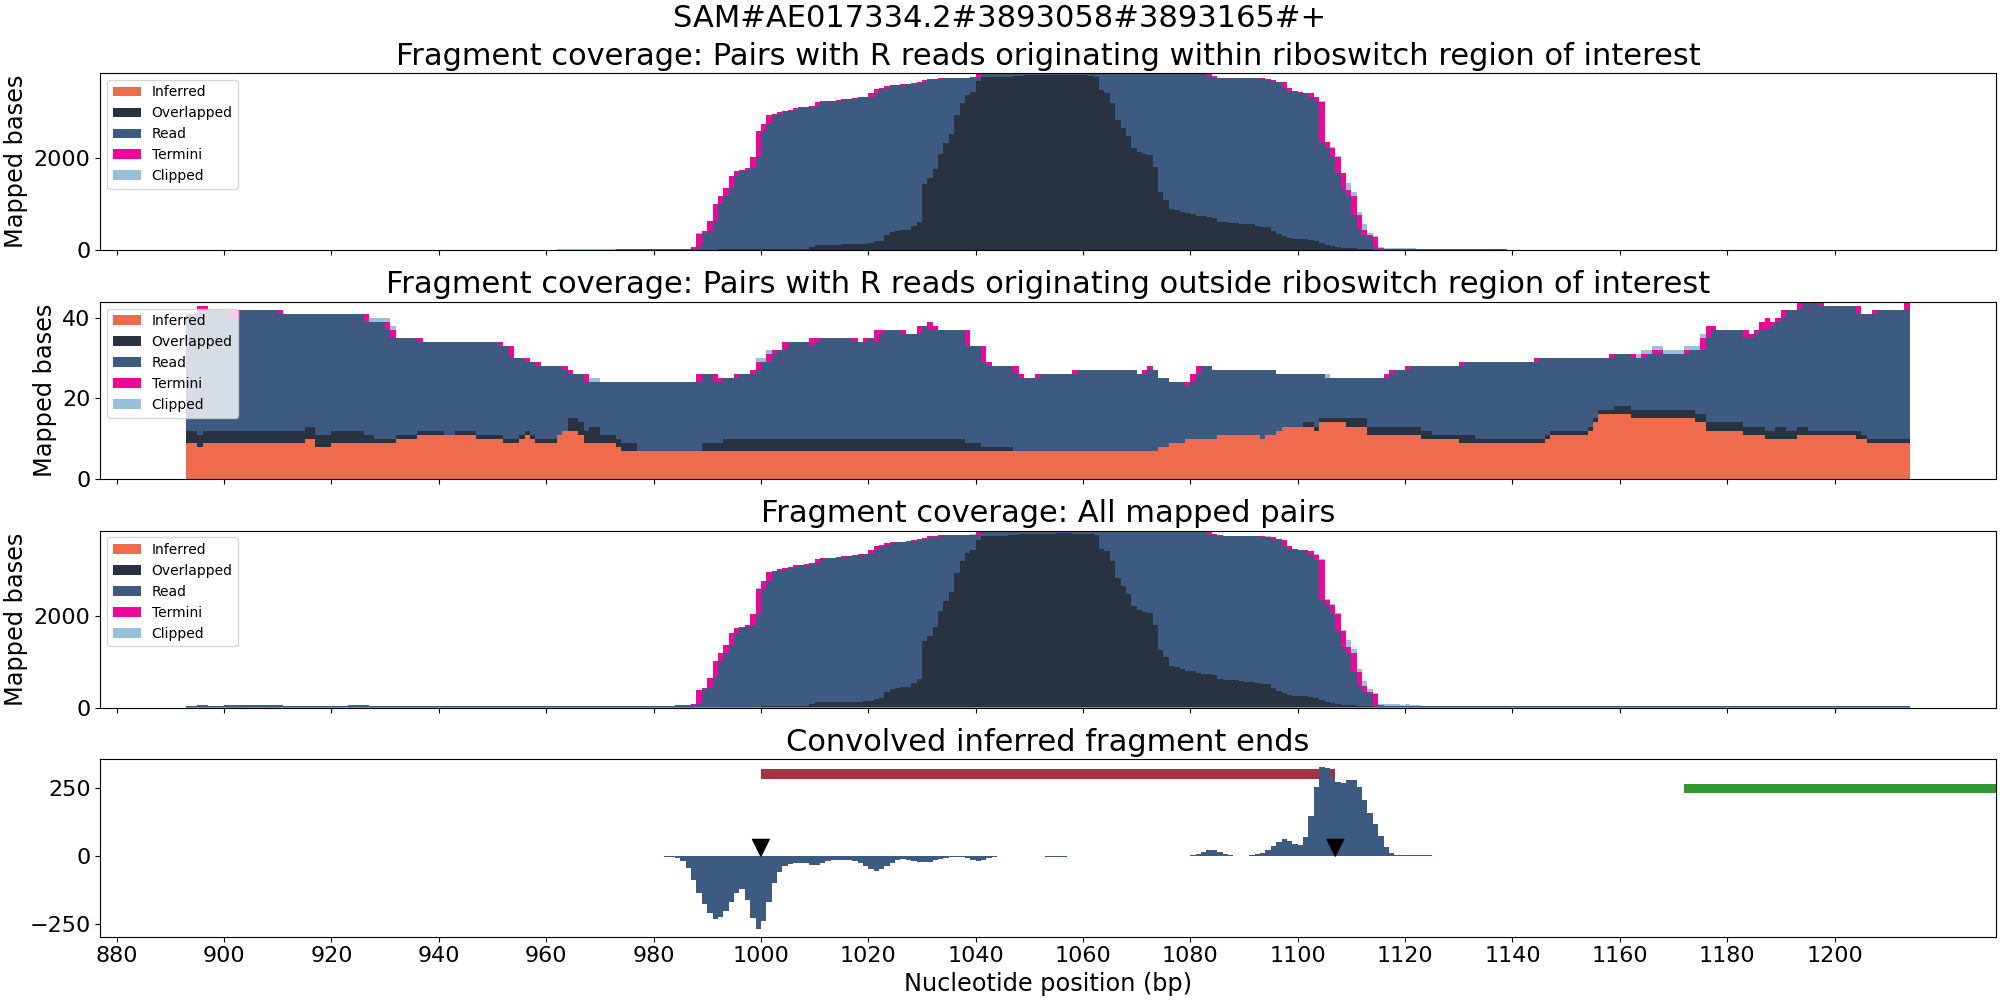 SAM#AE017334.2#3893058#3893165#+
Fragment coverage: Pairs with R reads originating within riboswitch region of interest
Mapped bases
2000
0
Inferred
Overlapped
Read
Termini
Clipped
Fragment coverage: Pairs with R reads originating outside riboswitch region of interest
Mapped bases
40
20
0
Inferred
Overlapped
Read
Termini
Clipped
Fragment coverage: All mapped pairs
Mapped bases
2000
0
Inferred
Overlapped
Read
Termini
Clipped
Convolved inferred fragment ends
250
0
−250
880 900 920 940 960 980 1000 1020 1040 1060 1080 1100 1120 1140 1160 1180 1200
Nucleotide position (bp)